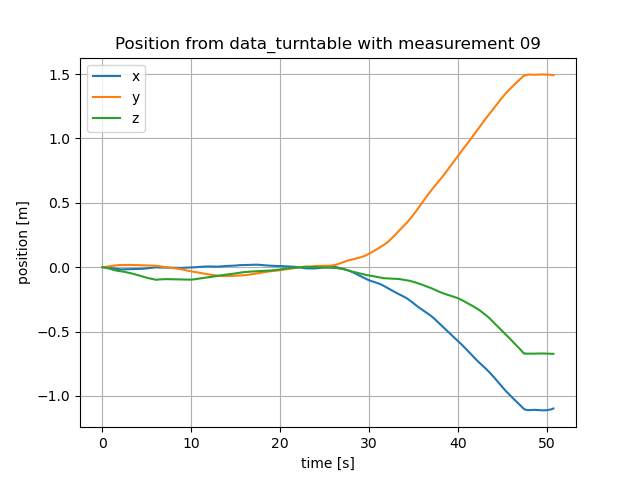 Position from data_turntable with measurement 09
x
y
z
1.5
1.0
0.5
0.0
−0.5
−1.0
position [m]
0 10 20 30 40 50
time [s]